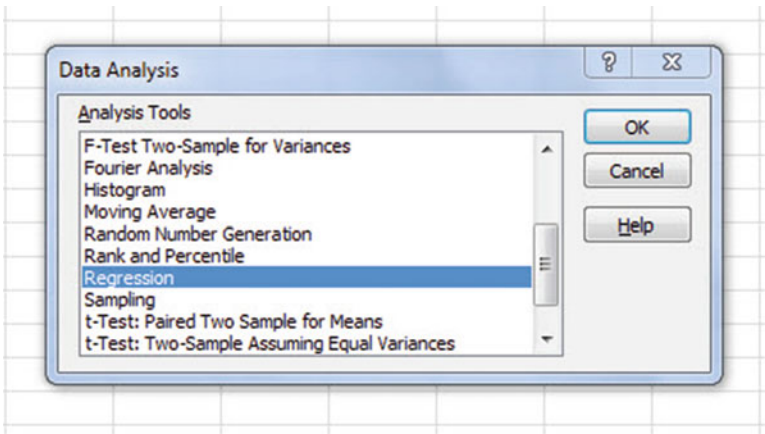 Data Analysis
Analysis Tools
F-Test Two-Sample for Variances
Fourier Analysis
Histogram
Moving Average
Random Number Generation
Rank and Percentile
Regression
Sampling
t-Test: Paired Two Sample for Means
t-Test: Two-Sample Assuming Equal Variances
OK
Cancel
Help